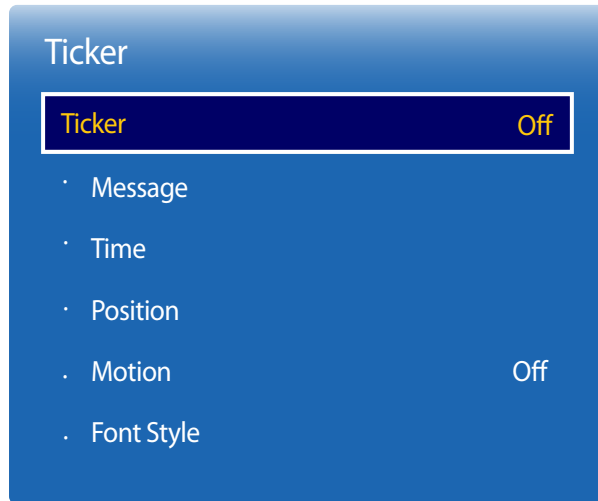 Ticker
Ticker Off
· Message
· Time
· Position
· Motion Off
· Font Style